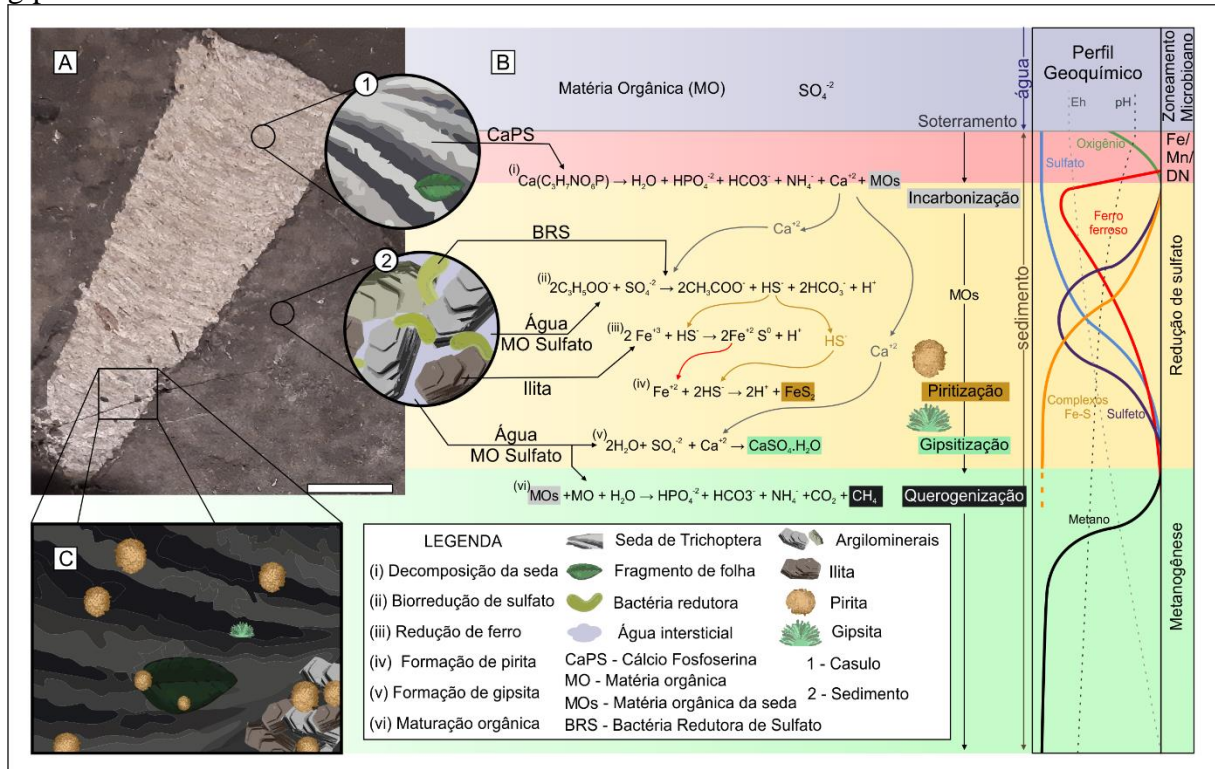 A
B
1
2
C
Matéria Orgânica (MO) SO₄⁻²
água
Soterramento
sedimento
CaPS
(i) Ca(C₃H₇NO₆P) → H₂O + HPO₄⁻² + HCO3⁻ + NH₄⁻ + Ca⁺² + MOs
Incarbonização
Ca⁺²
BRS
(ii) 2C₃H₅OO⁻ + SO₄⁻² → 2CH₃COO⁻ + HS⁻ + 2HCO₃⁻ + H⁺
MOs
Água
MO Sulfato
(iii) 2 Fe⁺³ + HS⁻ → 2Fe⁺² S⁰ + H⁺
HS⁻
Ca⁺²
Ilita
(iv) Fe⁺² + 2HS⁻ → 2H⁺ + FeS₂
Piritização
Água
MO Sulfato
(v) 2H₂O + SO₄⁻² + Ca⁺² → CaSO₄.H₂O
Gipsitização
(vi) MOs +MO + H₂O → HPO₄⁻² + HCO3⁻ + NH₄⁻ +CO₂ + CH₄
Querogenização
Perfil
Geoquímico
Eh
pH
Oxigênio
Sulfato
Ferro
ferroso
Complexos
Fe-S
Sulfeto
Metano
Zoneamento
Microbioano
Fe/
Mn/
DN
Redução de sulfato
Metanogênese
LEGENDA
(i) Decomposição da seda
(ii) Biorredução de sulfato
(iii) Redução de ferro
(iv) Formação de pirita
(v) Formação de gipsita
(vi) Maturação orgânica
Seda de Trichoptera
Fragmento de folha
Bactéria redutora
Água intersticial
CaPS - Cálcio Fosfoserina
MO - Matéria orgânica
MOs - Matéria orgânica da seda
BRS - Bactéria Redutora de Sulfato
Argilominerais
Ilita
Pirita
Gipsita
1 - Casulo
2 - Sedimento